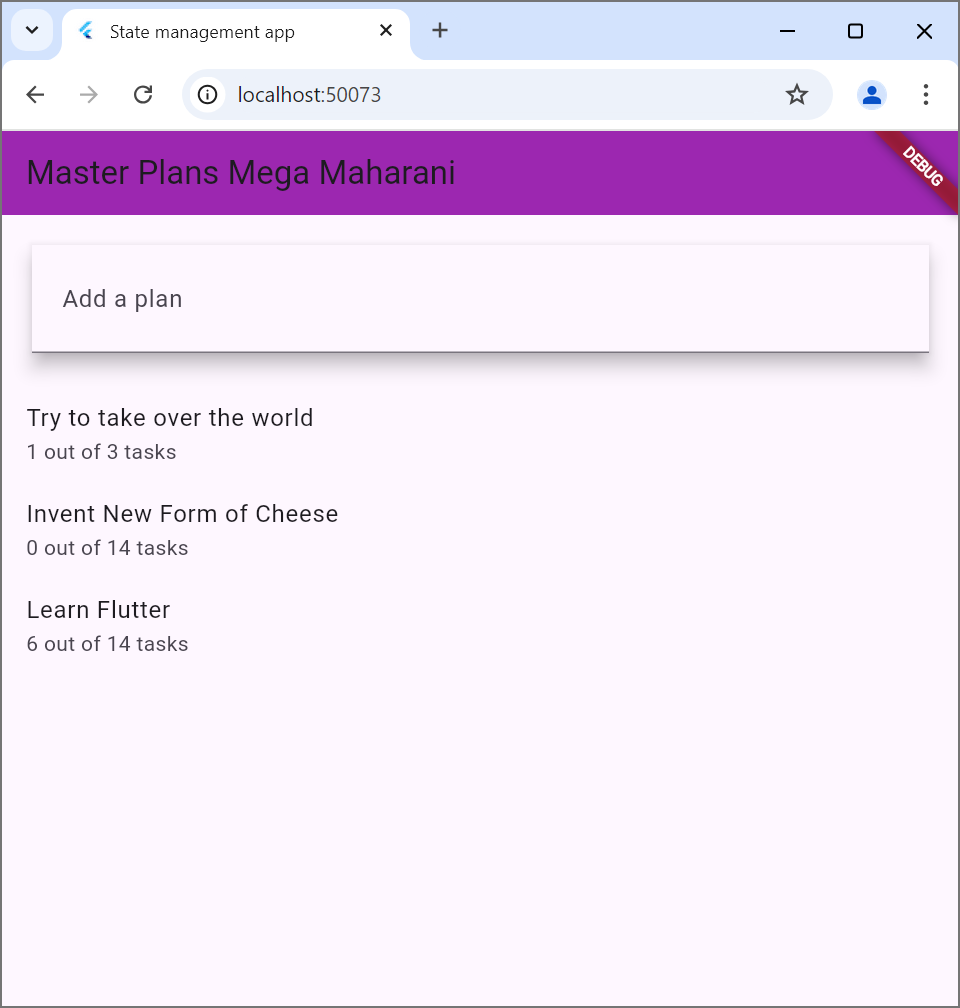 State management app
localhost:50073
Master Plans Mega Maharani
DEBUG
Add a plan
Try to take over the world
1 out of 3 tasks
Invent New Form of Cheese
0 out of 14 tasks
Learn Flutter
6 out of 14 tasks